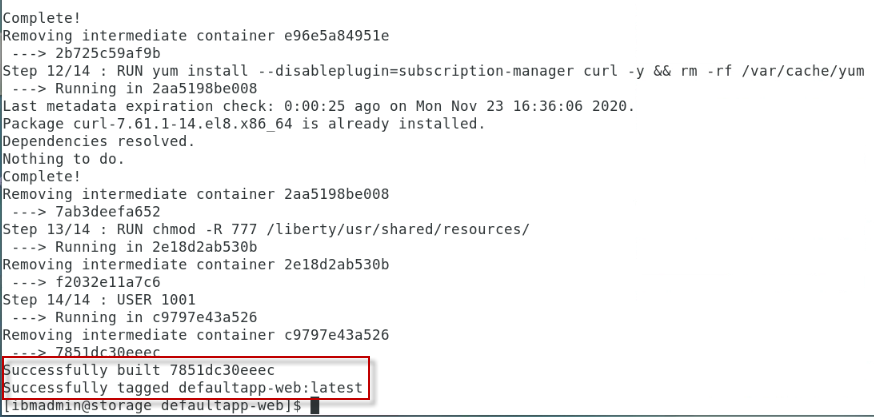 Complete!
Removing intermediate container e96e5a84951e
---> 2b725c59af9b
Step 12/14 : RUN yum install --disableplugin=subscription-manager curl -y && rm -rf /var/cache/yum
---> Running in 2aa5198be008
Last metadata expiration check: 0:00:25 ago on Mon Nov 23 16:36:06 2020.
Package curl-7.61.1-14.el8.x86_64 is already installed.
Dependencies resolved.
Nothing to do.
Complete!
Removing intermediate container 2aa5198be008
---> 7ab3deefa652
Step 13/14 : RUN chmod -R 777 /liberty/usr/shared/resources/
---> Running in 2e18d2ab530b
Removing intermediate container 2e18d2ab530b
---> f2032e11a7c6
Step 14/14 : USER 1001
---> Running in c9797e43a526
Removing intermediate container c9797e43a526
---> 7851dc30eeec
Successfully built 7851dc30eeec
Successfully tagged defaultapp-web:latest
[ibmadmin@storage defaultapp-web]$